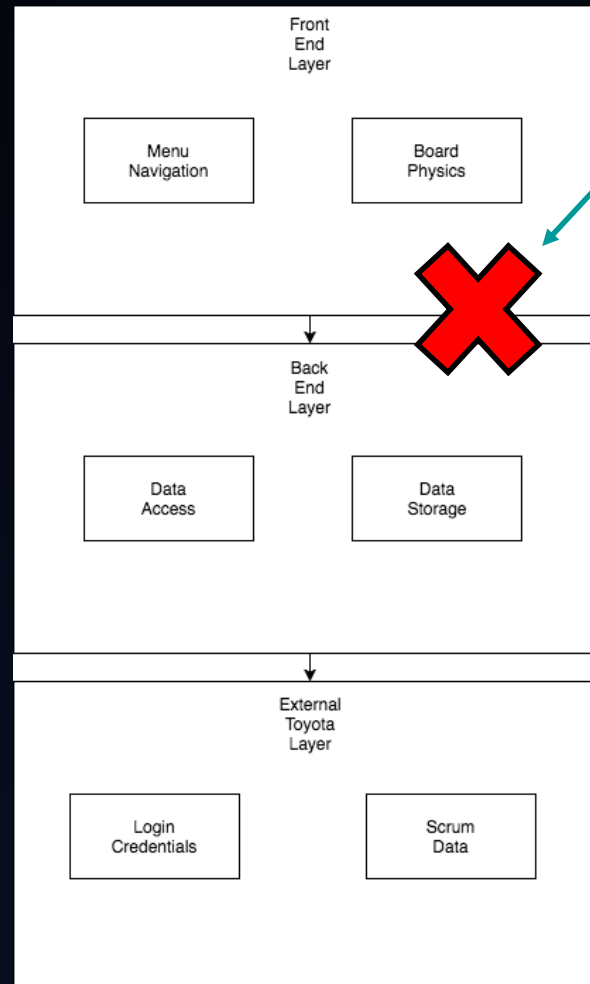 Front
End
Layer
Menu
Navigation
Board
Physics
Back
End
Layer
Data
Access
Data
Storage
External
Toyota
Layer
Login
Credentials
Scrum
Data